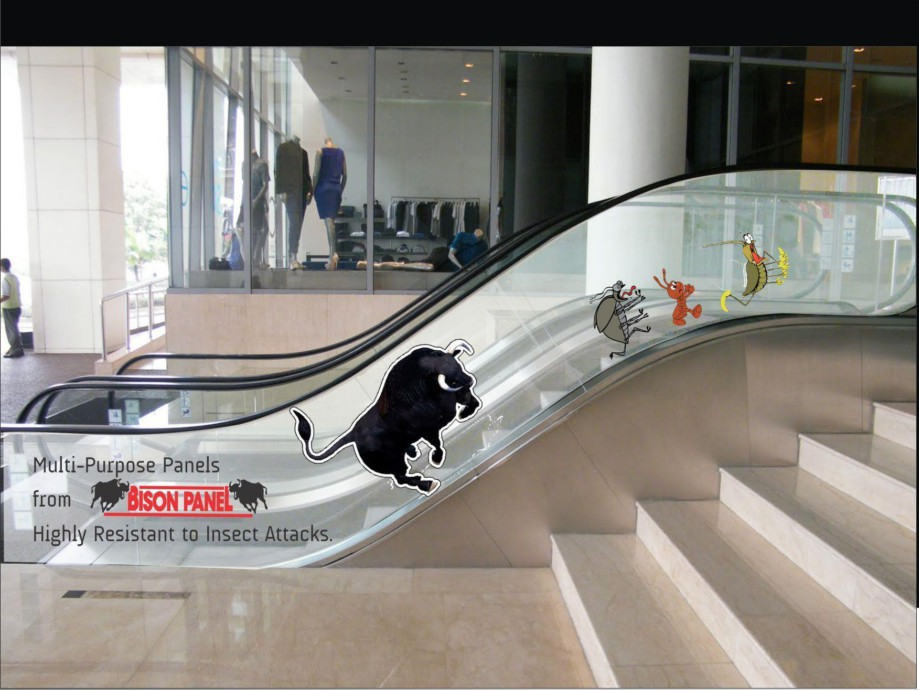 Multi-Purpose Panels
from BISON PANEL
Highly Resistant to Insect Attacks.